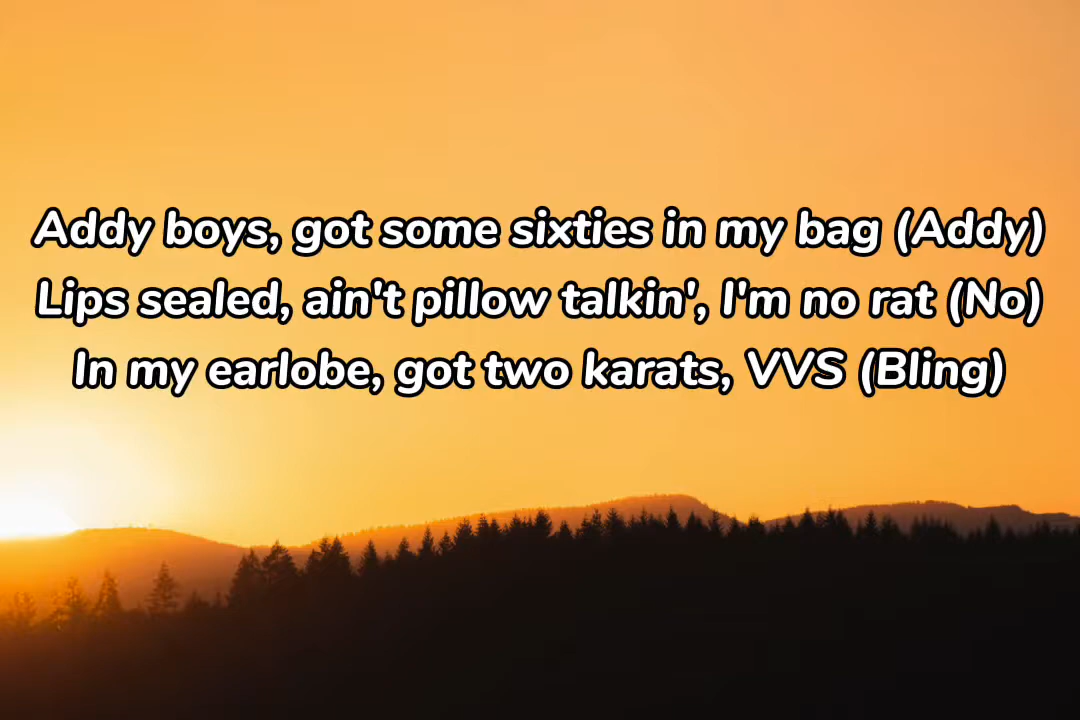 Addy boys, got some sixties in my bag (Addy)
Lips sealed, ain't pillow talkin', I'm no rat (No)
In my earlobe, got two karats, VVS (Bling)